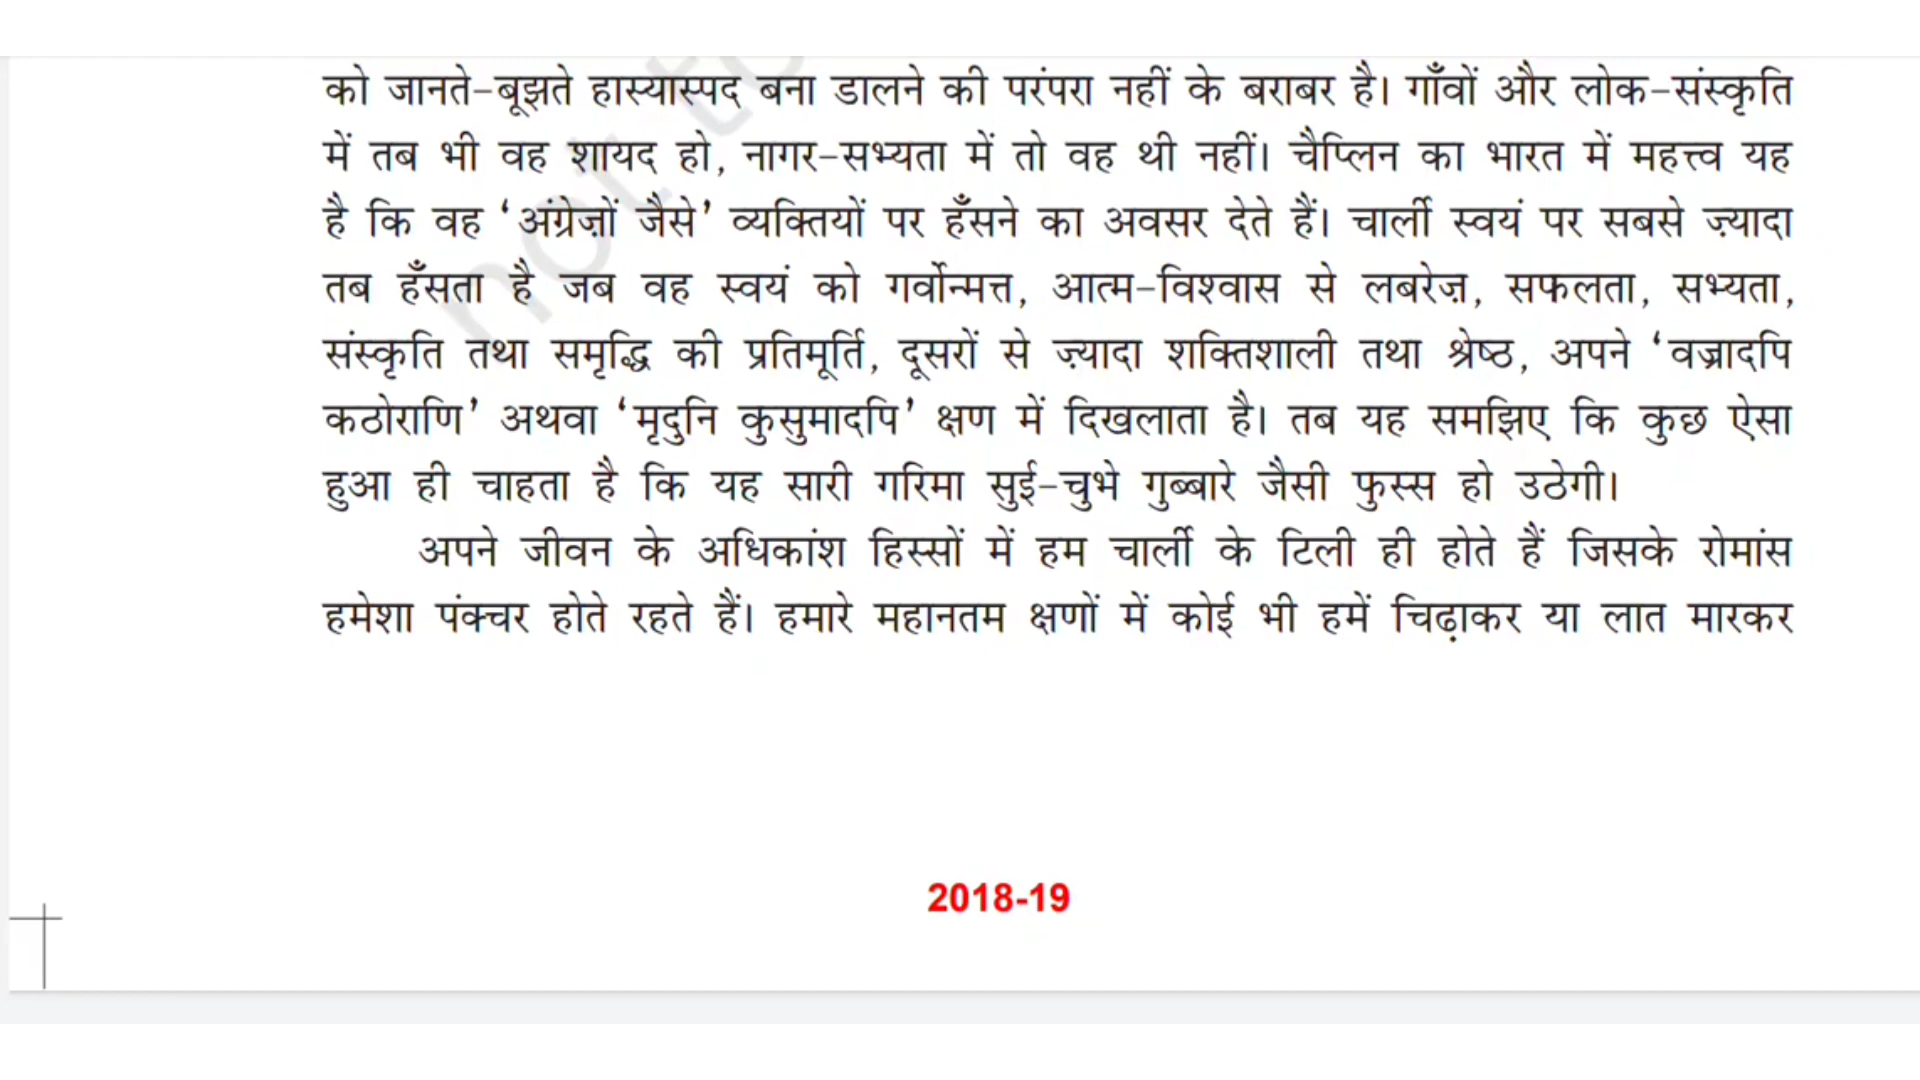 को जानते-बूझते हास्यास्पद बना डालने की परंपरा नहीं के बराबर है। गाँवों और लोक-संस्कृति
में तब भी वह शायद हो, नागर-सभ्यता में तो वह थी नहीं। चैप्लिन का भारत में महत्त्व यह
है कि वह ‘अंग्रेज़ों जैसे’ व्यक्तियों पर हँसने का अवसर देते हैं। चार्ली स्वयं पर सबसे ज़्यादा
तब हँसता है जब वह स्वयं को गर्वोन्मत्त, आत्म-विश्वास से लबरेज़, सफलता, सभ्यता,
संस्कृति तथा समृद्धि की प्रतिमूर्ति, दूसरों से ज़्यादा शक्तिशाली तथा श्रेष्ठ, अपने ‘वज्रादपि
कठोराणि’ अथवा ‘मृदुनि कुसुमादपि’ क्षण में दिखलाता है। तब यह समझिए कि कुछ ऐसा
हुआ ही चाहता है कि यह सारी गरिमा सुई-चुभे गुब्बारे जैसी फुस्स हो उठेगी।
अपने जीवन के अधिकांश हिस्सों में हम चार्ली के टिली ही होते हैं जिसके रोमांस
हमेशा पंक्चर होते रहते हैं। हमारे महानतम क्षणों में कोई भी हमें चिढ़ाकर या लात मारकर
not to
2018-19